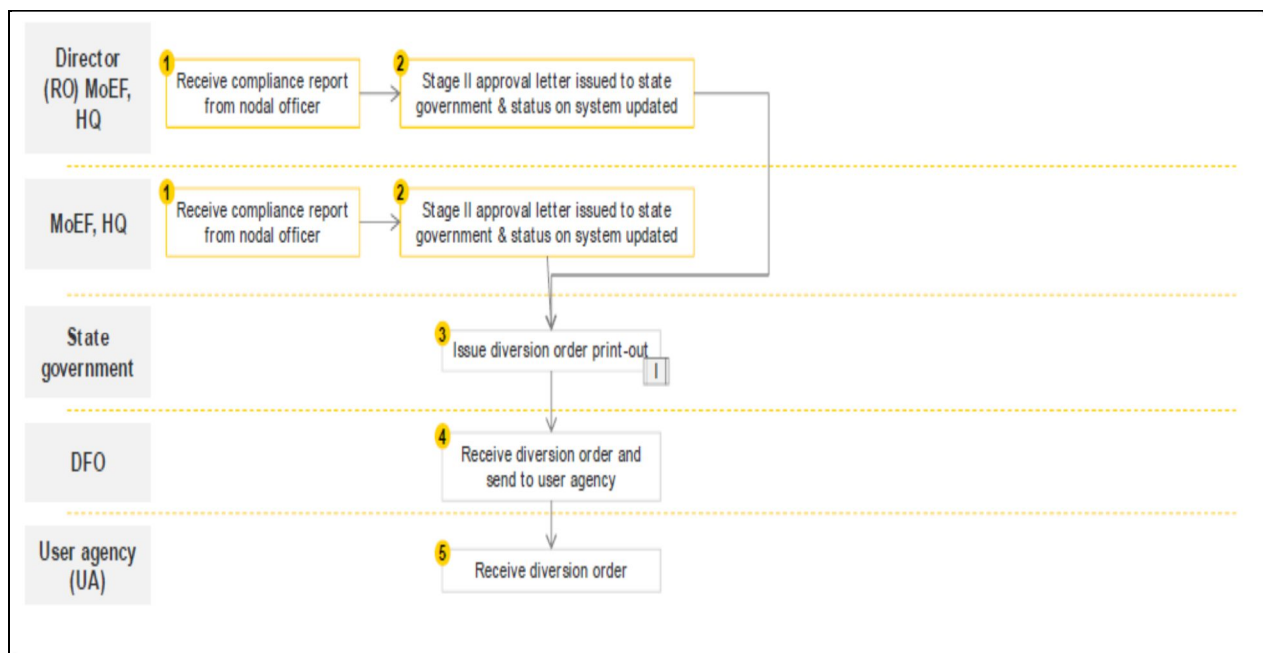 Director
(RO) MoEF,
HQ
1
Receive compliance report
from nodal officer
2
Stage II approval letter issued to state
government & status on system updated
MoEF, HQ
1
Receive compliance report
from nodal officer
2
Stage II approval letter issued to state
government & status on system updated
State
government
3
Issue diversion order print-out
I
DFO
4
Receive diversion order and
send to user agency
User agency
(UA)
5
Receive diversion order